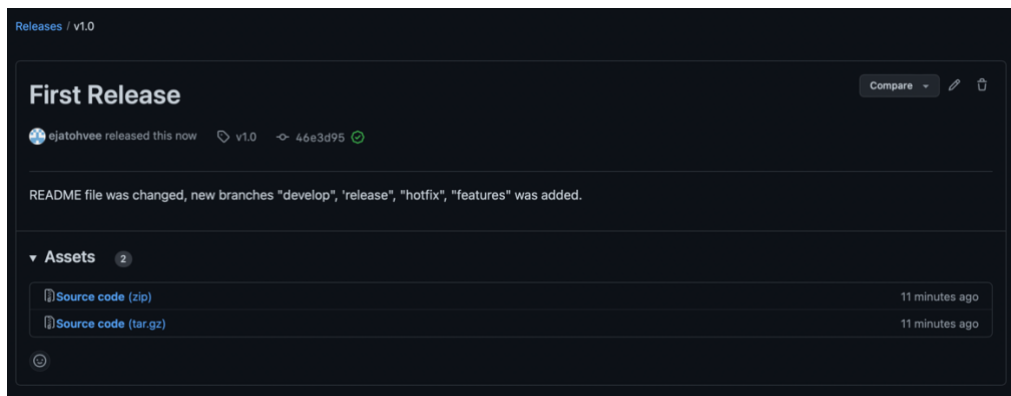 Releases / v1.0
First Release
Compare
ejatohvee released this now
v1.0
46e3d95
README file was changed, new branches "develop", 'release", "hotfix", "features" was added.
Assets 2
Source code (zip) 11 minutes ago
Source code (tar.gz) 11 minutes ago